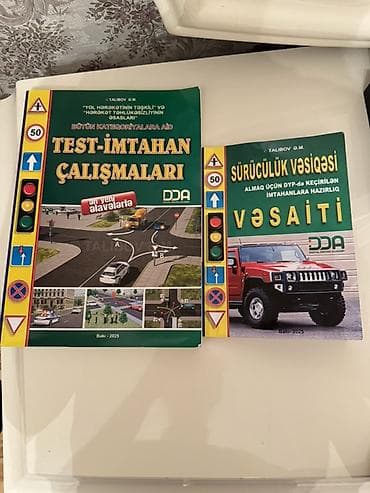 TALIBOV Ə.M.
"YOL HƏRƏKƏTİNİN TƏŞKİLİ" VƏ
"HƏRƏKƏT TƏHLÜKƏSİZLİYİNİN
ƏSASLARI"
BÜTÜN KATEQORİYALARA AİD
TEST-İMTAHAN
ÇALIŞMALARI
ən yeni
əlavələrlə
DDA
50
A
Bakı - 2025
TALIBOV Ə.M.
SÜRÜCÜLÜK VƏSİQƏSİ
ALMAQ ÜÇÜN DYP-də KEÇİRİLƏN
İMTAHANLARA HAZIRLIQ
VƏSAİTİ
DDA
50
Bakı - 2025